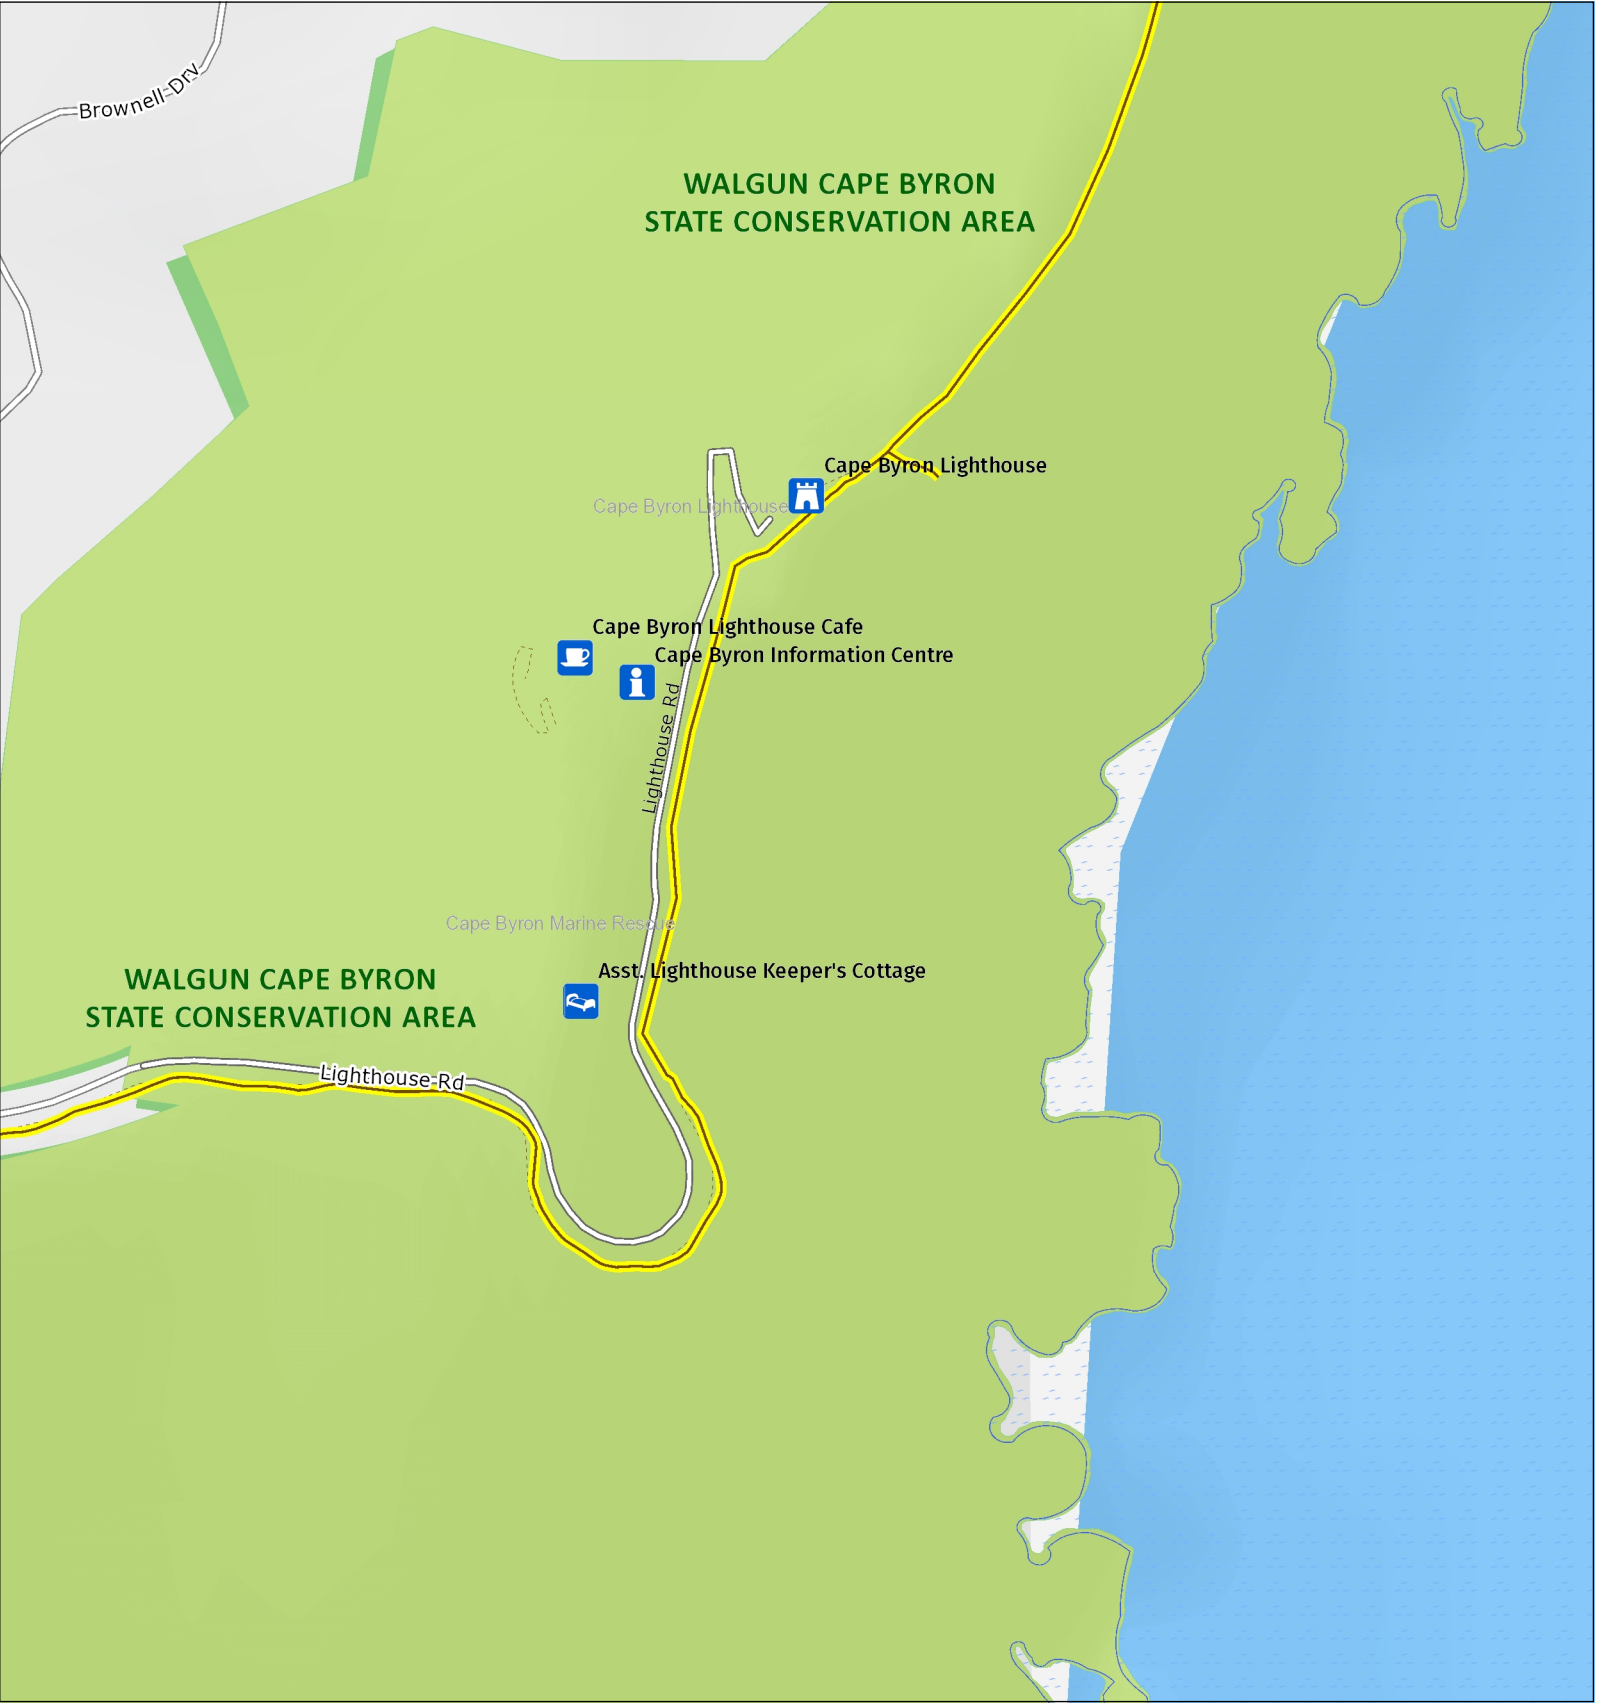 Brownell Drv
WALGUN CAPE BYRON
STATE CONSERVATION AREA
Cape Byron Lighthouse
Cape Byron Lighthouse
Cape Byron Lighthouse Cafe
Cape Byron Information Centre
Lighthouse Rd
Cape Byron Marine Rescue
Asst. Lighthouse Keeper's Cottage
WALGUN CAPE BYRON
STATE CONSERVATION AREA
Lighthouse Rd